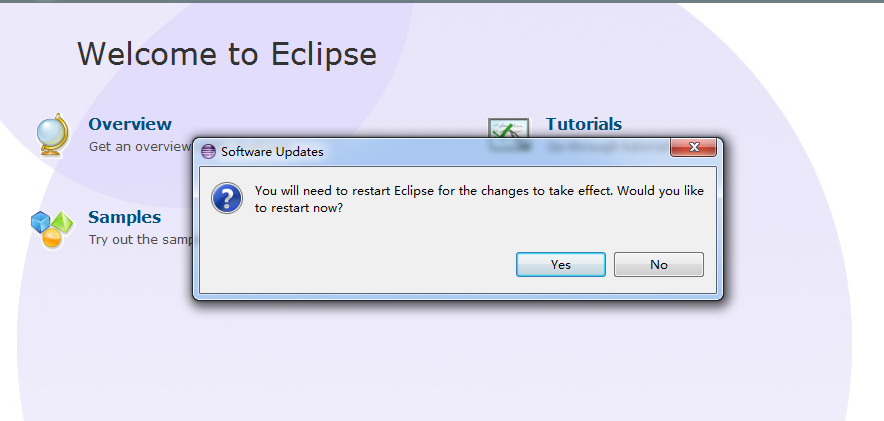 Welcome to Eclipse
Overview
Get an overview
Tutorials
Software Updates
You will need to restart Eclipse for the changes to take effect. Would you like
to restart now?
Samples
Try out the samp
Yes
No